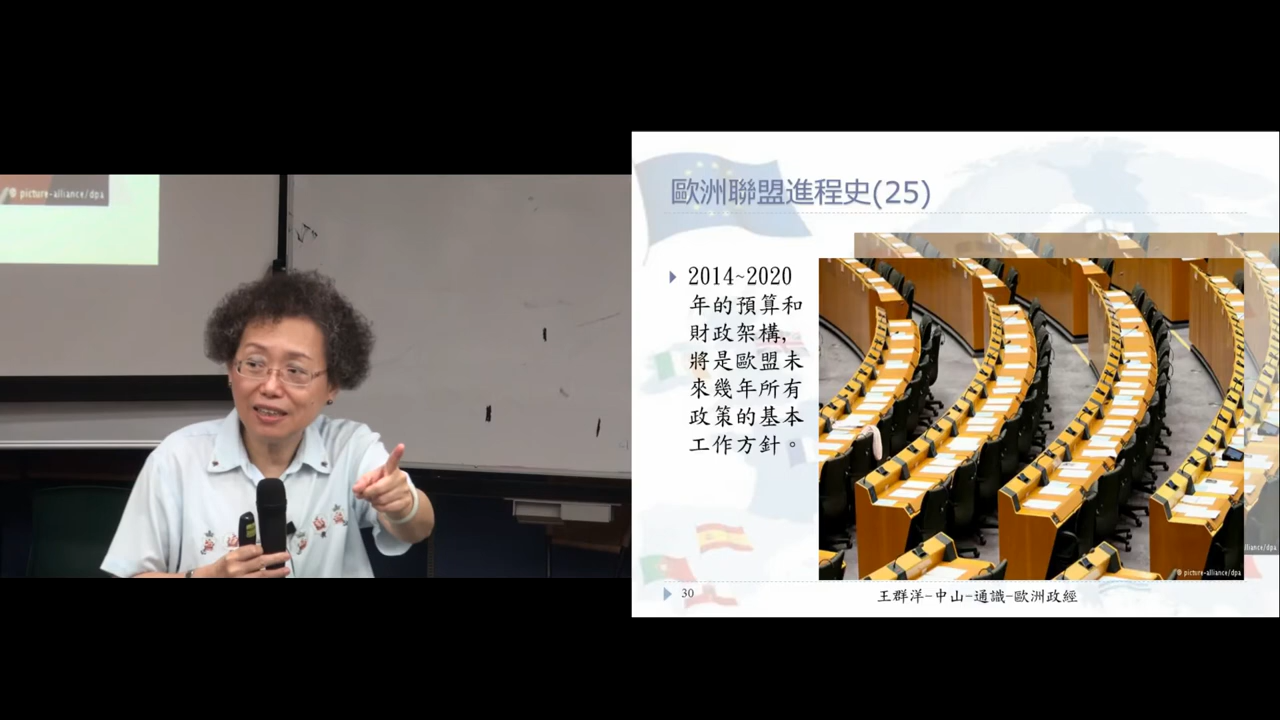 © picture-alliance/dpa
歐洲聯盟進程史(25)
2014~2020
年的預算和
財政架構,
將是歐盟未
來幾年所有
政策的基本
工作方針。
lliance/dpa
© picture-alliance/dpa
30
王群洋-中山-通識-歐洲政經